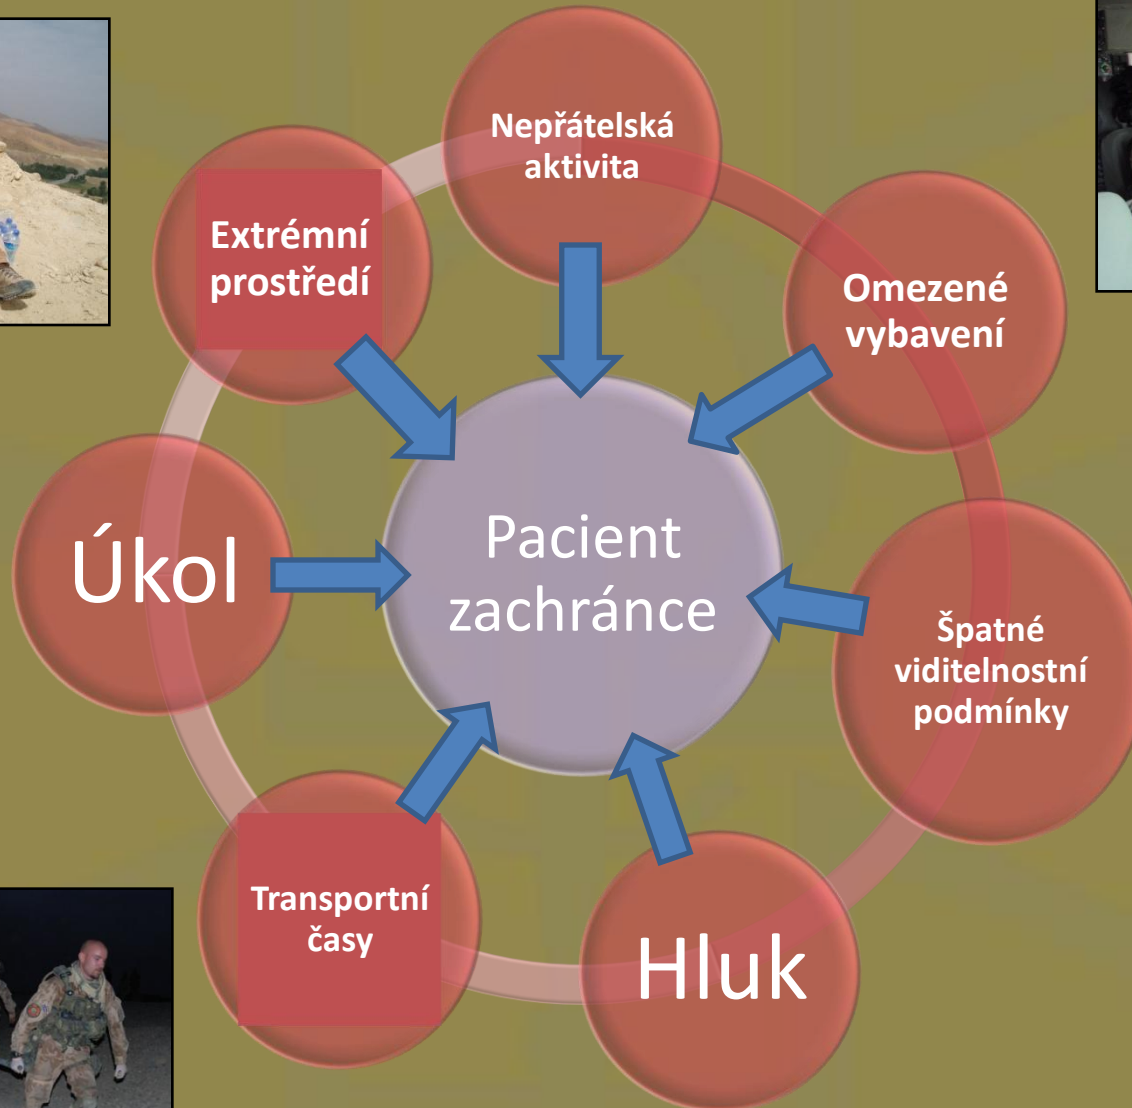 Nepřátelská
aktivita
Extrémní
prostředí
Omezené
vybavení
Pacient
zachránce
Úkol
Špatné
viditelnostní
podmínky
Transportní
časy
Hluk